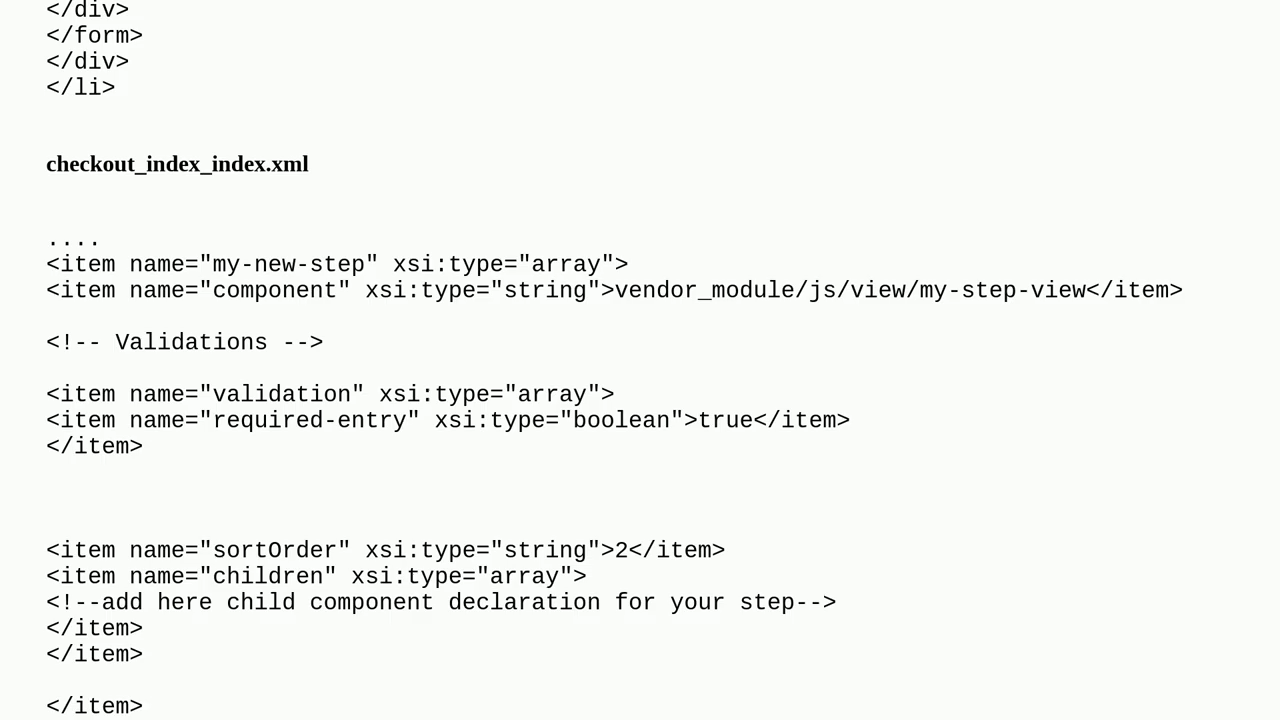 </div>
</form>
</div>
</li>
checkout_index_index.xml
....
<item name="my-new-step" xsi:type="array">
<item name="component" xsi:type="string">vendor_module/js/view/my-step-view</item>
<!-- Validations -->
<item name="validation" xsi:type="array">
<item name="required-entry" xsi:type="boolean">true</item>
</item>
<item name="sortOrder" xsi:type="string">2</item>
<item name="children" xsi:type="array">
<!--add here child component declaration for your step-->
</item>
</item>
</item>